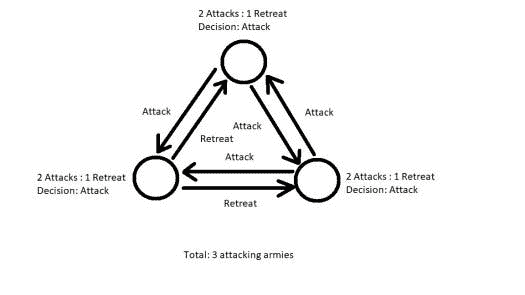 2 Attacks : 1 Retreat
Decision: Attack
Attack
Attack
Attack
Retreat
Attack
2 Attacks : 1 Retreat
Decision: Attack
2 Attacks : 1 Retreat
Decision: Attack
Retreat
Total: 3 attacking armies